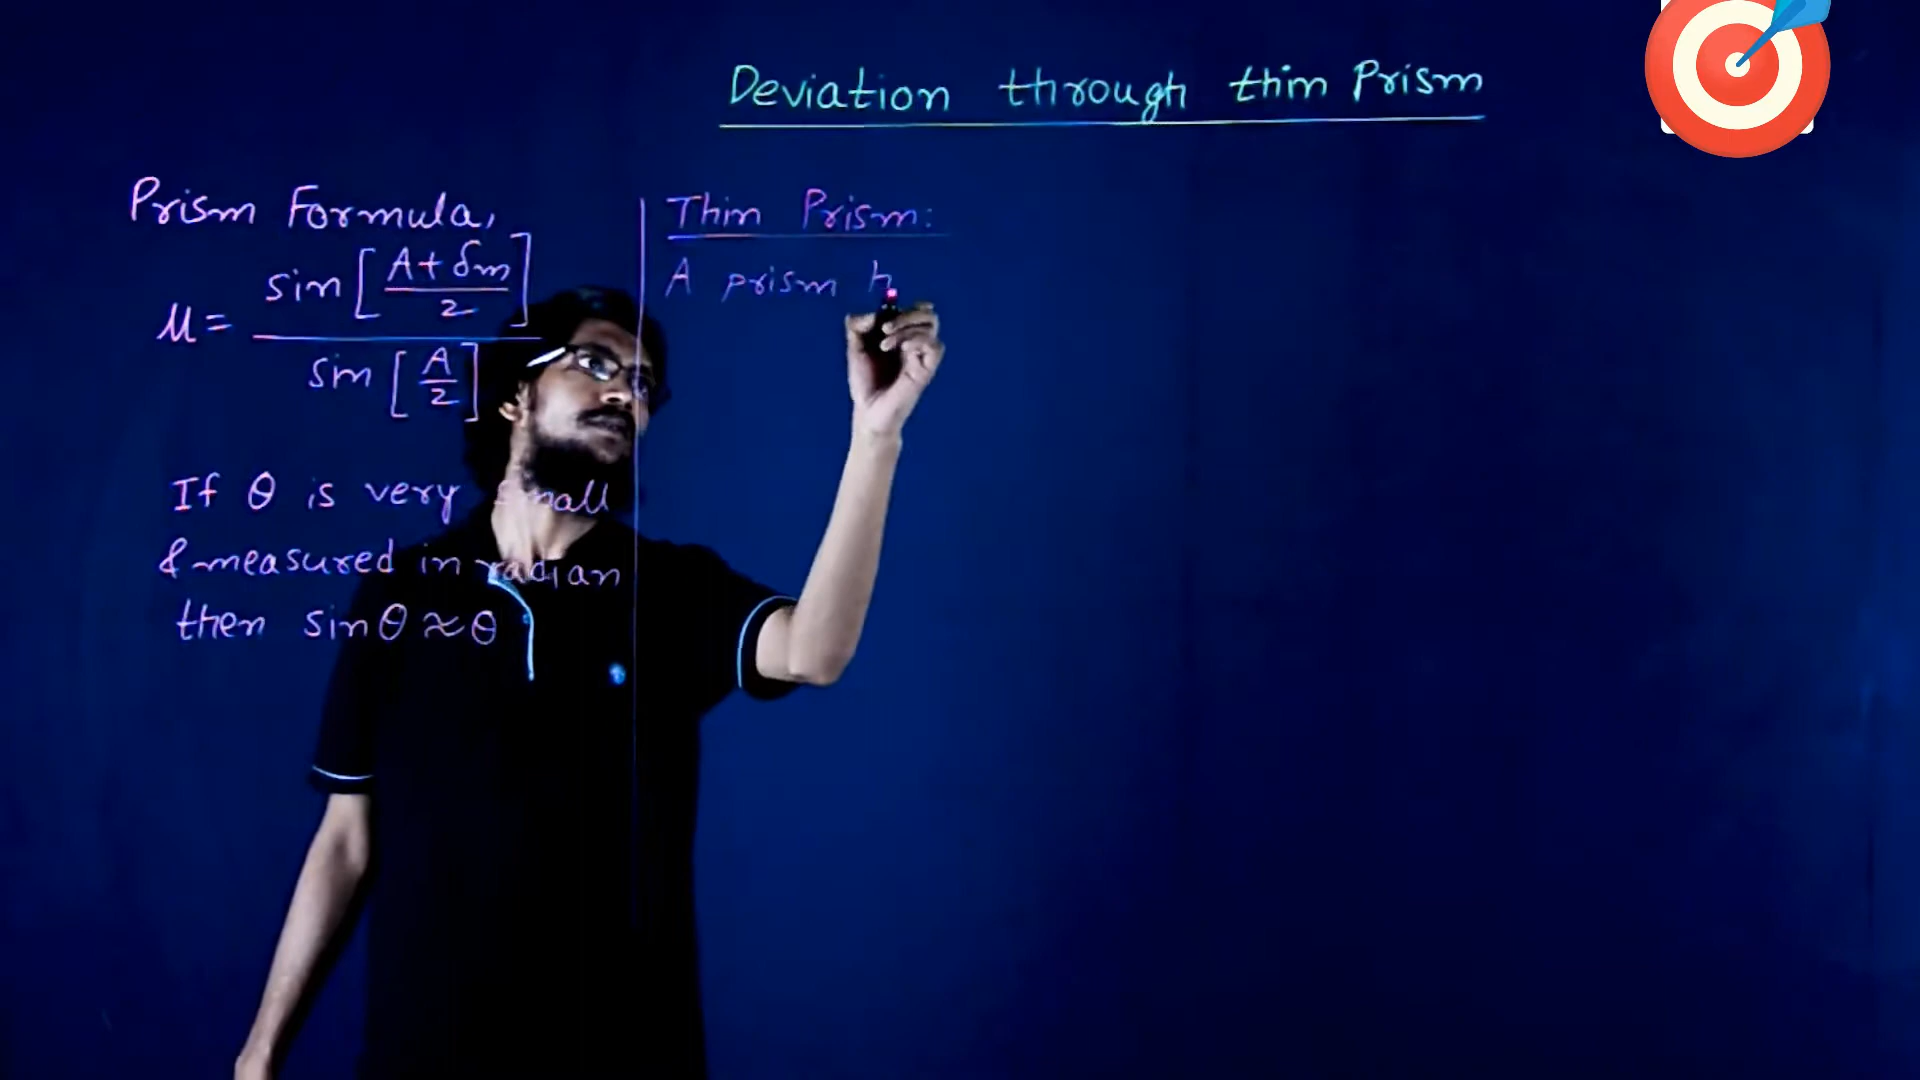 Deviation through thin Prism
Prism Formula,
μ = sin[A + δm / 2] / sin[A / 2]
If θ is very small
& measured in radian
then sin θ ≈ θ
Thin Prism:
A prism h